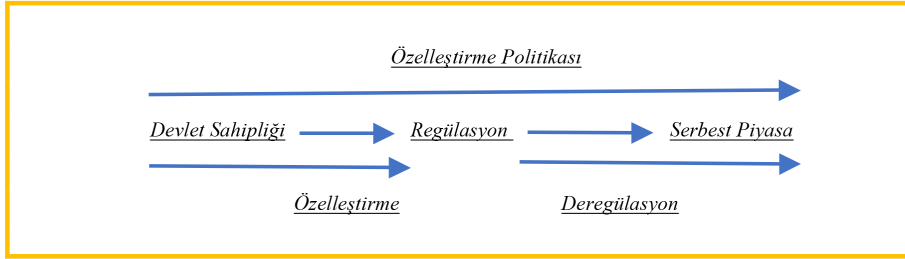 Özelleştirme Politikası
Devlet Sahipliği Regülasyon Serbest Piyasa
Özelleştirme Deregülasyon